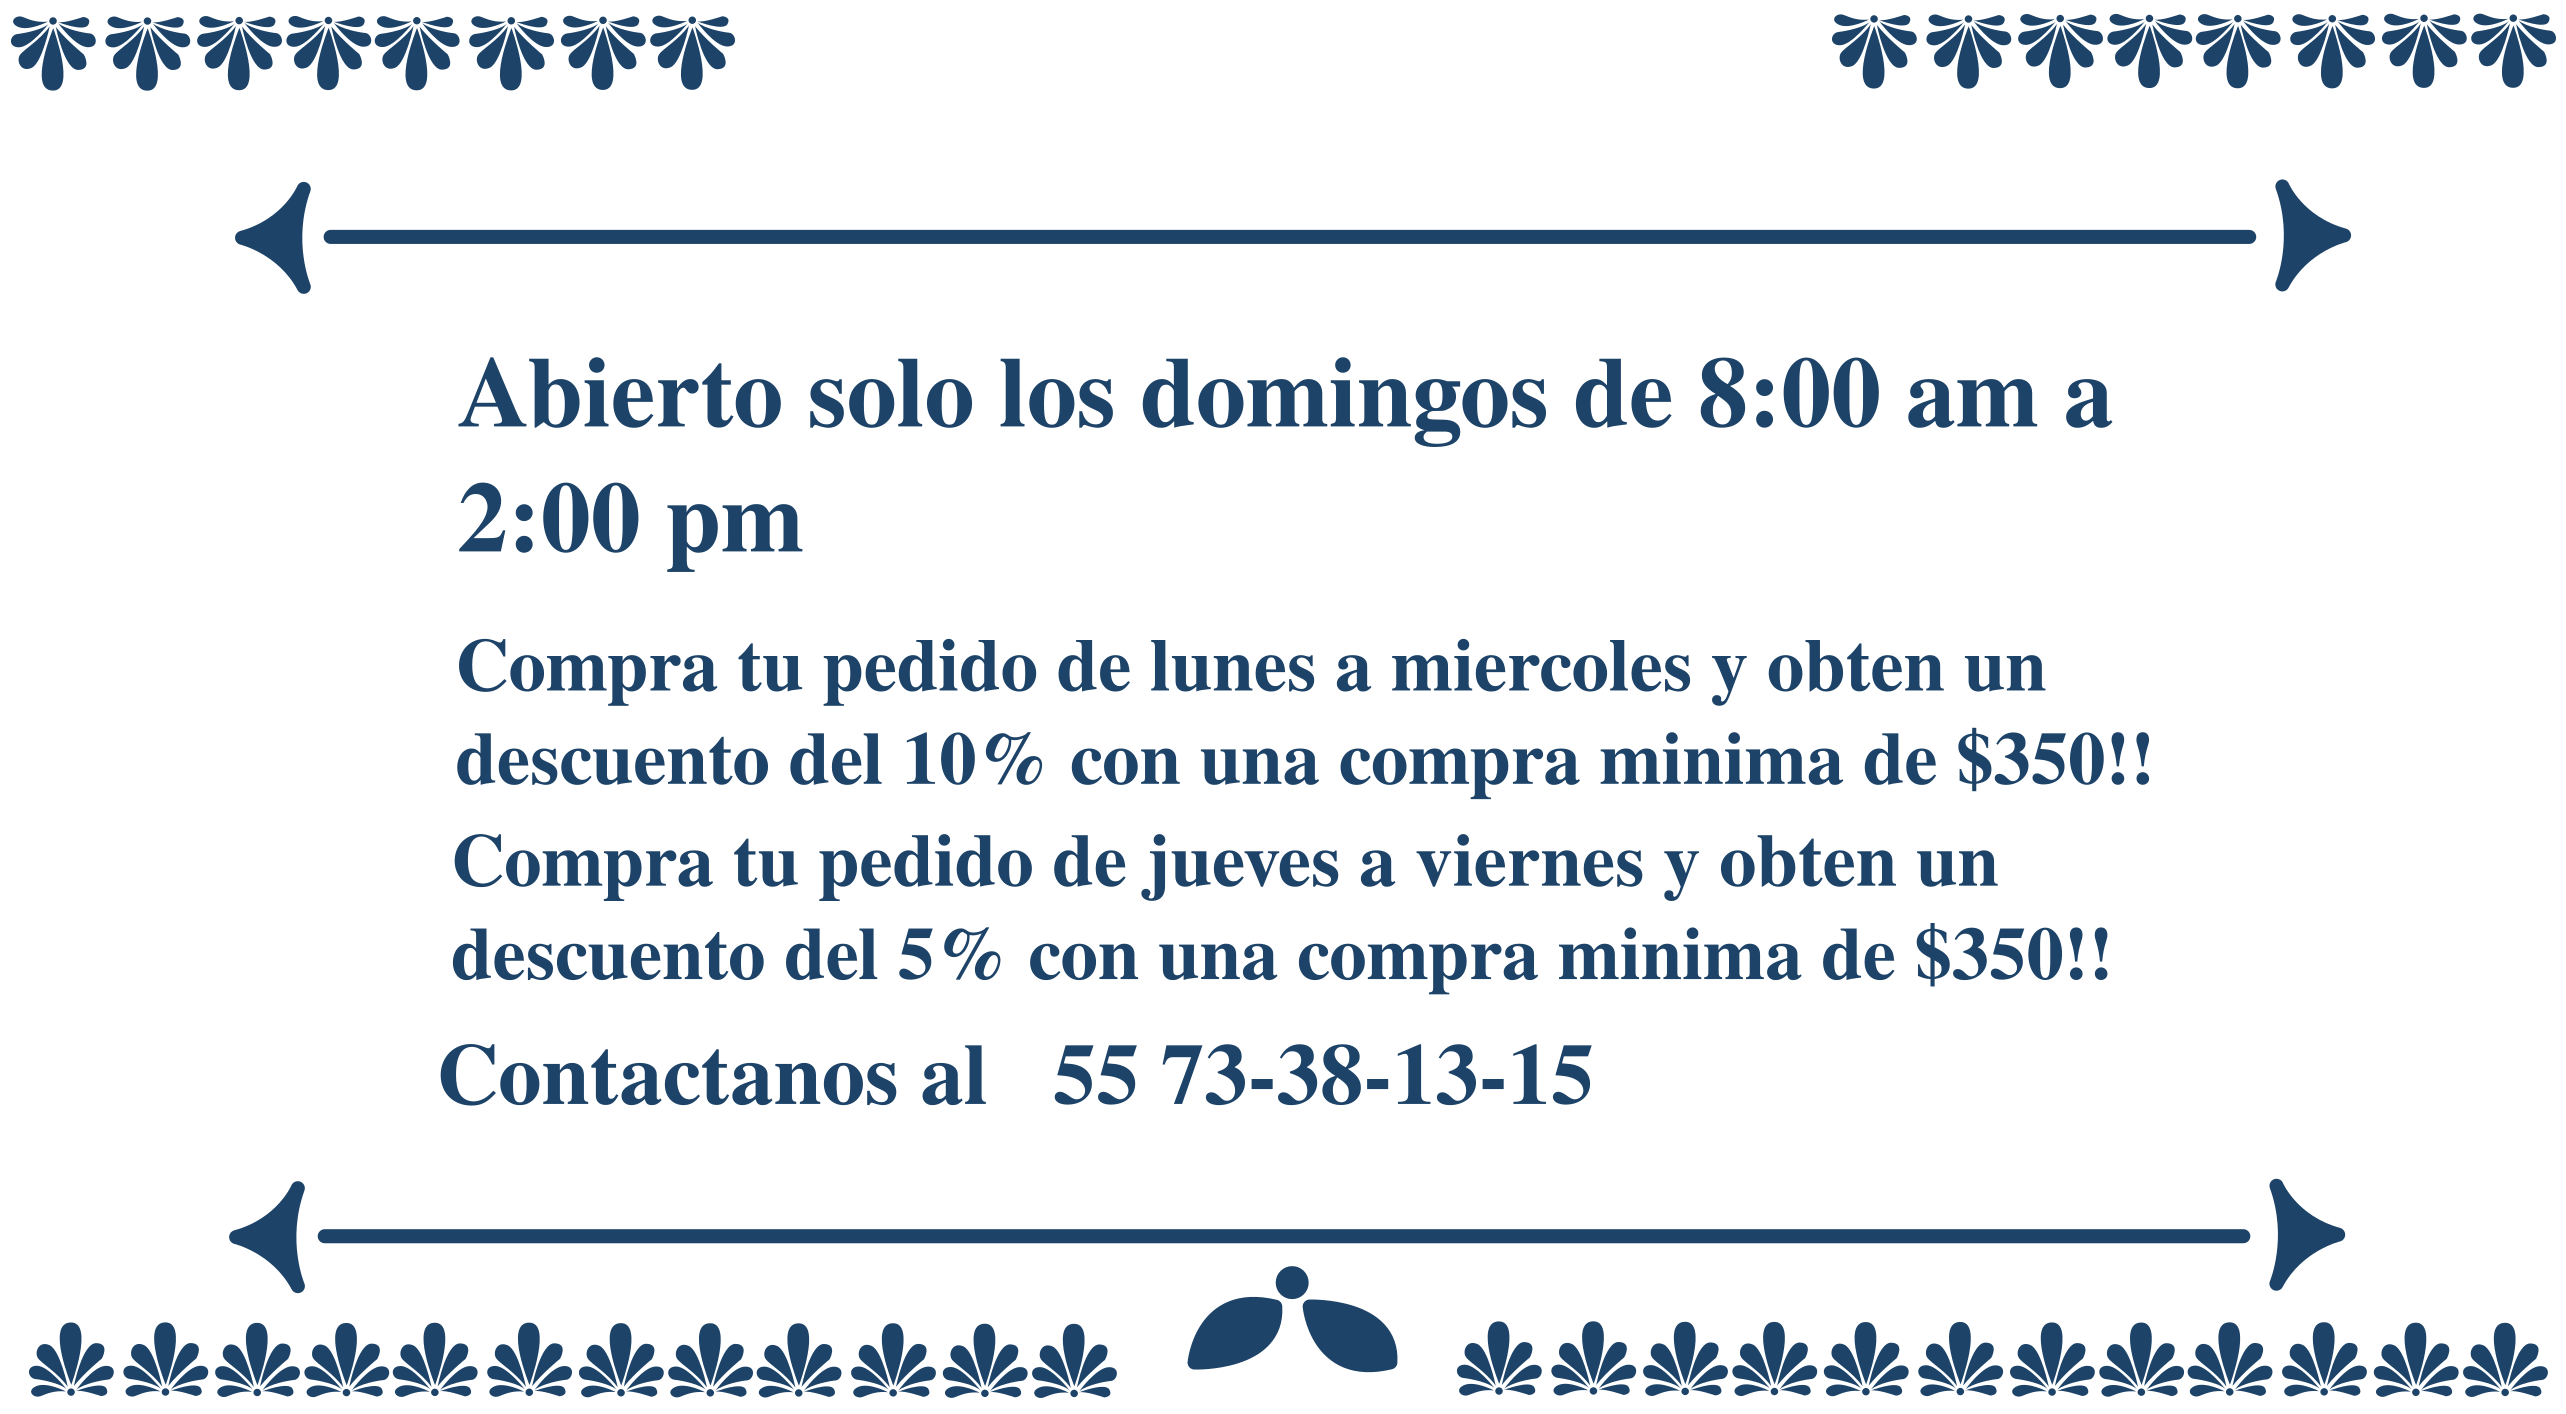 Abierto solo los domingos de 8:00 am a
2:00 pm
Compra tu pedido de lunes a miercoles y obten un
descuento del 10% con una compra minima de $350!!
Compra tu pedido de jueves a viernes y obten un
descuento del 5% con una compra minima de $350!!
Contactanos al 55 73-38-13-15